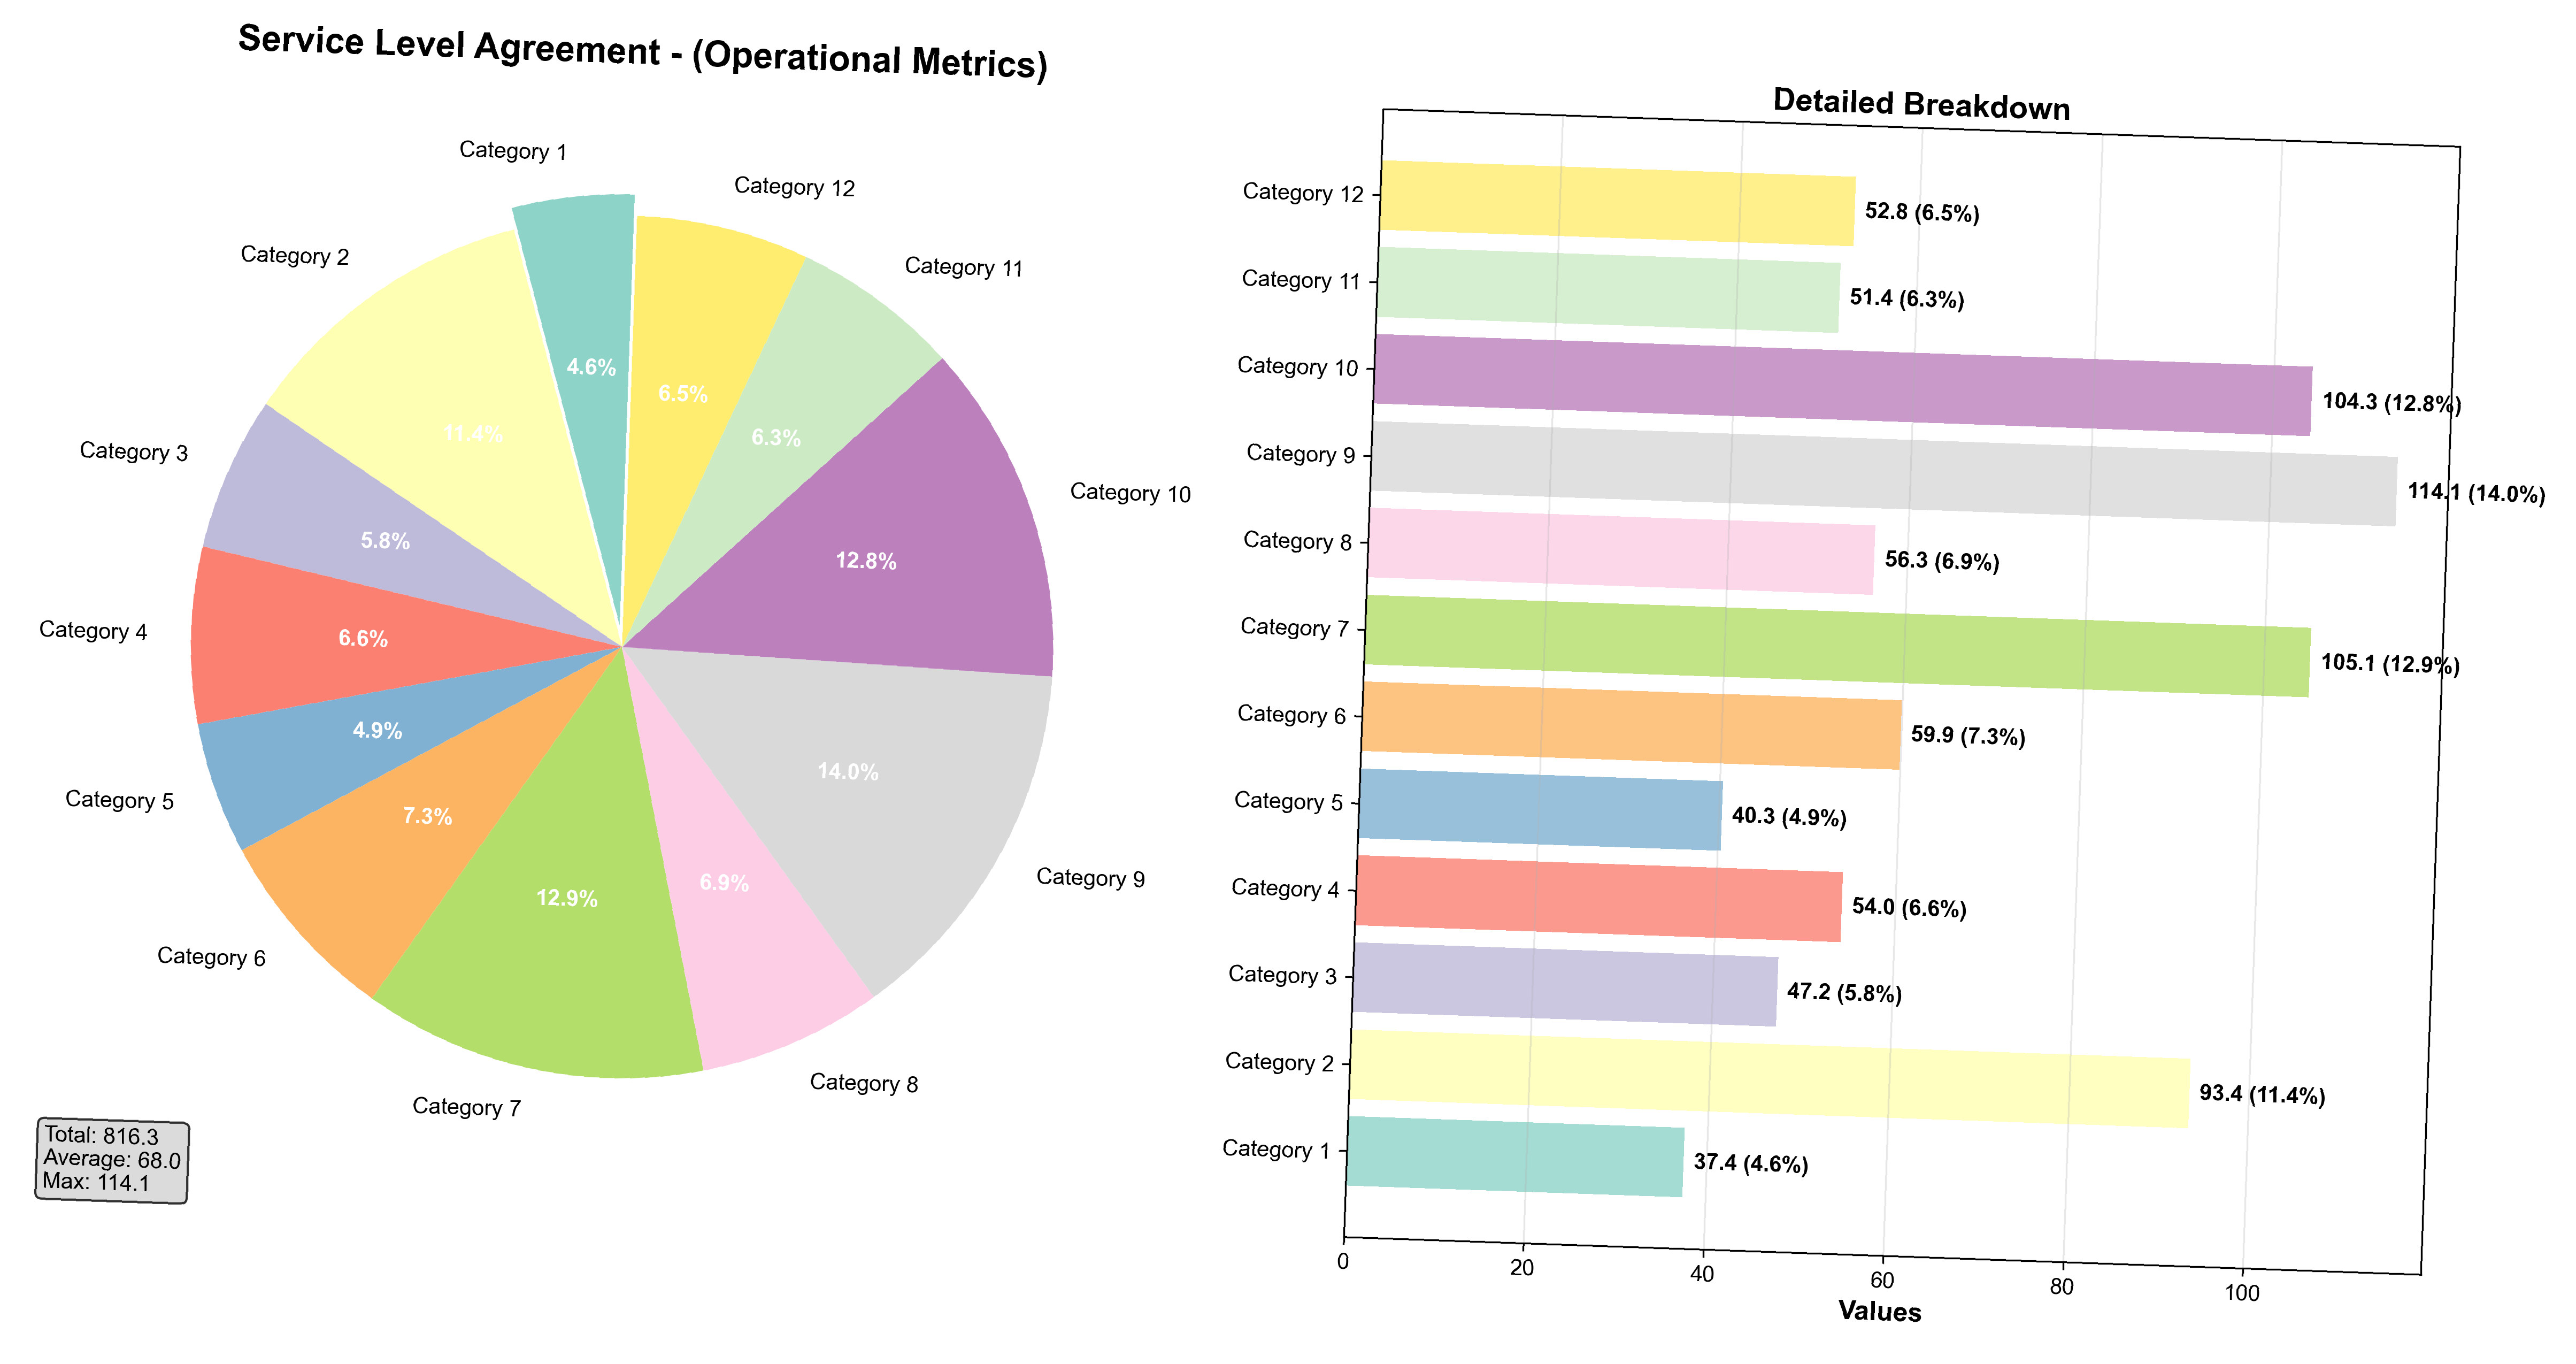 Service Level Agreement - (Operational Metrics)
Category 1
Category 12
Category 2
Category 11
Category 3
Category 10
Category 4
Category 5
Category 9
Category 6
Category 8
Category 7
4.6%
6.5%
11.4%
6.3%
5.8%
12.8%
6.6%
4.9%
14.0%
7.3%
6.9%
12.9%
Total: 816.3
Average: 68.0
Max: 114.1
Detailed Breakdown
Category 12
52.8 (6.5%)
Category 11
51.4 (6.3%)
Category 10
104.3 (12.8%)
Category 9
114.1 (14.0%)
Category 8
56.3 (6.9%)
Category 7
105.1 (12.9%)
Category 6
59.9 (7.3%)
Category 5
40.3 (4.9%)
Category 4
54.0 (6.6%)
Category 3
47.2 (5.8%)
Category 2
93.4 (11.4%)
Category 1
37.4 (4.6%)
0
20
40
60
80
100
Values